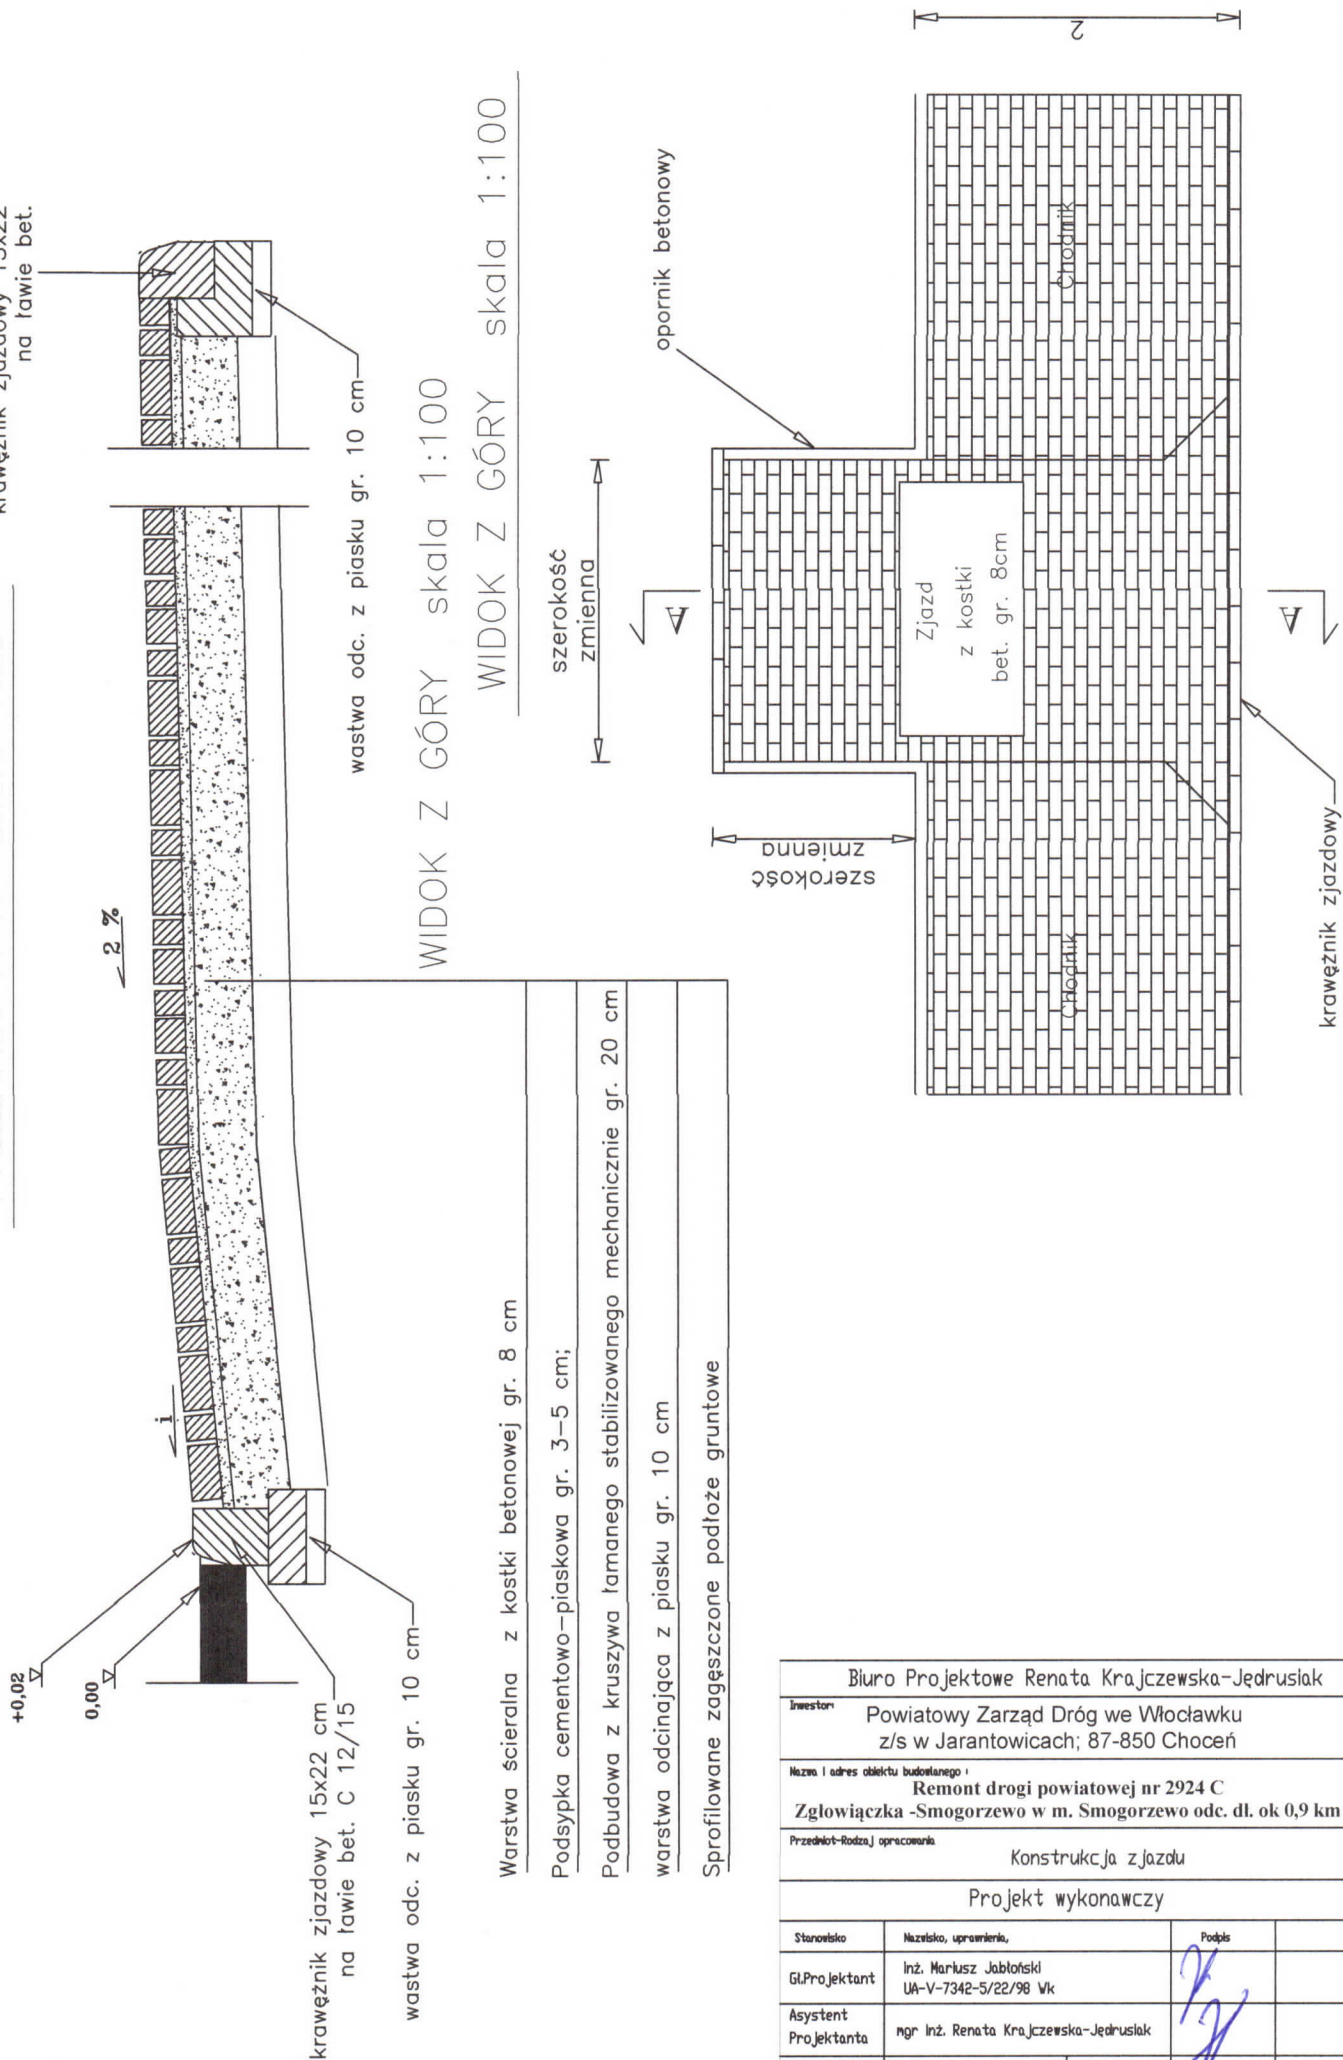 krawężnik zjazdowy 15x22
na ławie bet.
2 %
i
+0,02
0,00
wastwa odc. z piasku gr. 10 cm
krawężnik zjazdowy 15x22 cm
na ławie bet. C 12/15
wastwa odc. z piasku gr. 10 cm
Warstwa ścieralna z kostki betonowej gr. 8 cm
Podsypka cementowo-piaskowa gr. 3-5 cm;
Podbudowa z kruszywa łamanego stabilizowanego mechanicznie gr. 20 cm
warstwa odcinająca z piasku gr. 10 cm
Sprofilowane zagęszczone podłoże gruntowe
WIDOK Z GÓRY skala 1:100
WIDOK Z GÓRY skala 1:100
szerokość
zmienna
opornik betonowy
szerokość
zmienna
2
A
A
Zjazd
z kostki
bet. gr. 8cm
Chodnik
Chodnik
krawężnik zjazdowy
Biuro Projektowe Renata Krajczewska-Jędrusiak
Inwestor:
Powiatowy Zarząd Dróg we Włocławku
z/s w Jarantowicach; 87-850 Choceń
Nazwa i adres obiektu budowlanego :
Remont drogi powiatowej nr 2924 C
Zgłowiączka -Smogorzewo w m. Smogorzewo odc. dł. ok 0,9 km
Przedmiot-Rodzaj opracowania
Konstrukcja zjazdu
Projekt wykonawczy
Stanowisko Nazwisko, uprawnienia, Podpis
Gł.Projektant inż. Mariusz Jabłoński
UA-V-7342-5/22/98 Wk
Asystent
Projektanta mgr inż. Renata Krajczewska-Jędrusiak